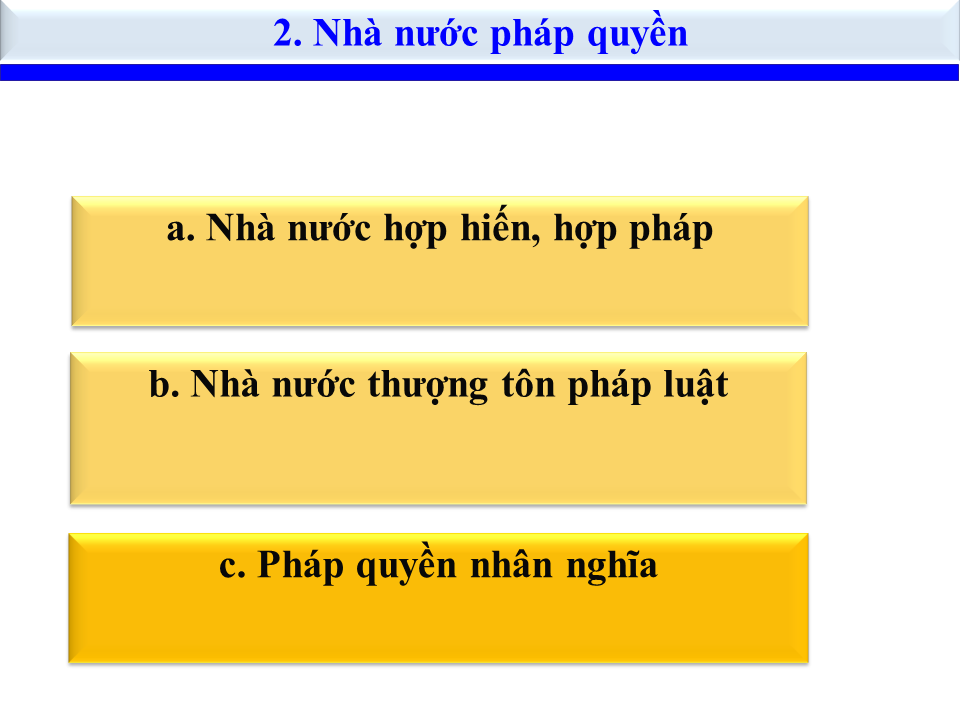 2. Nhà nước pháp quyền
a. Nhà nước hợp hiến, hợp pháp
b. Nhà nước thượng tôn pháp luật
c. Pháp quyền nhân nghĩa